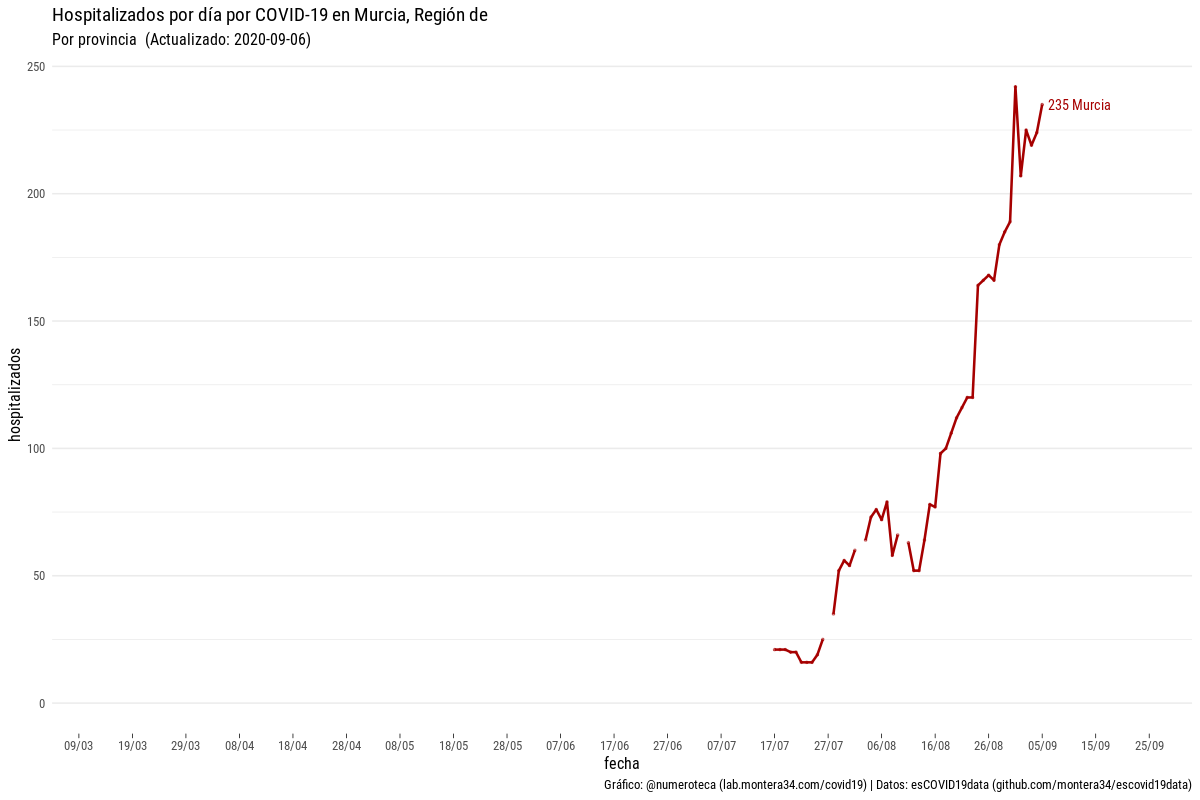 Hospitalizados por día por COVID-19 en Murcia, Región de
Por provincia (Actualizado: 2020-09-06)
250
200
150
100
50
0
hospitalizados
235 Murcia
09/03 19/03 29/03 08/04 18/04 28/04 08/05 18/05 28/05 07/06 17/06 27/06 07/07 17/07 27/07 06/08 16/08 26/08 05/09 15/09 25/09
fecha
Gráfico: @numeroteca (lab.montera34.com/covid19) | Datos: esCOVID19data (github.com/montera34/escovid19data)